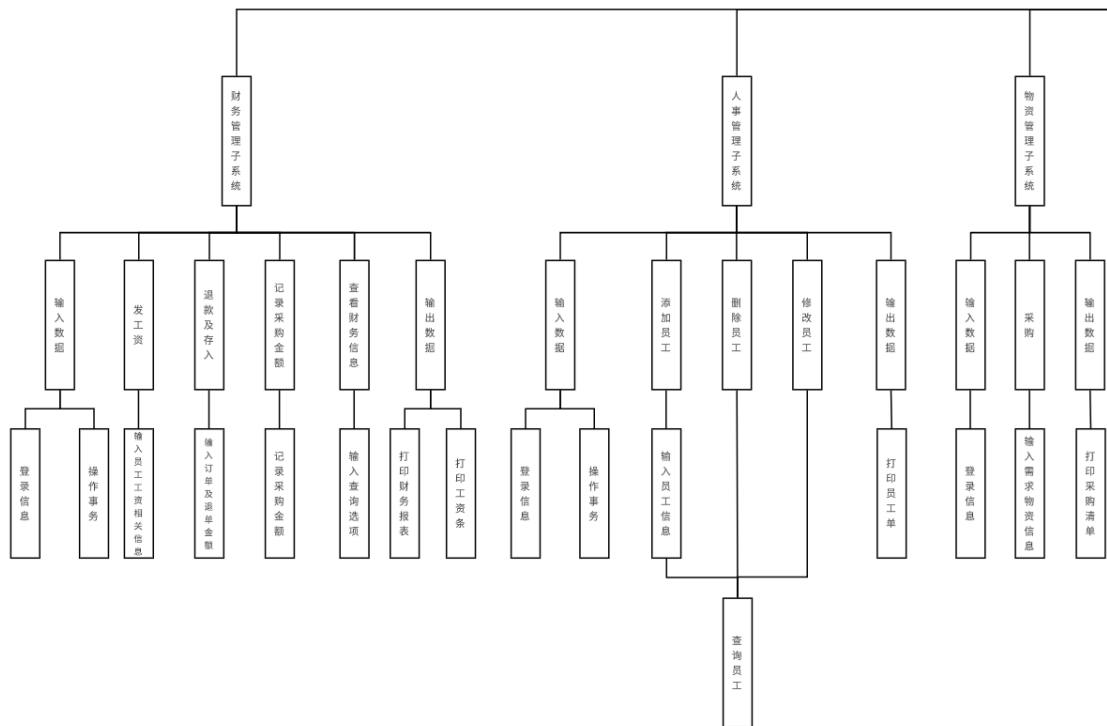 财务管理子系统
人事管理子系统
物资管理子系统
输入数据
发工资
退款及存入
记录采购金额
查看财务信息
输出数据
输入数据
添加员工
删除员工
修改员工
输出数据
输入数据
采购
输出数据
登录信息
操作事务
输入员工工资相关信息
输入订单及退单金额
记录采购金额
输入查询选项
打印财务报表
打印工资条
登录信息
操作事务
输入员工信息
打印员工单
登录信息
输入需求物资信息
打印采购清单
查询员工